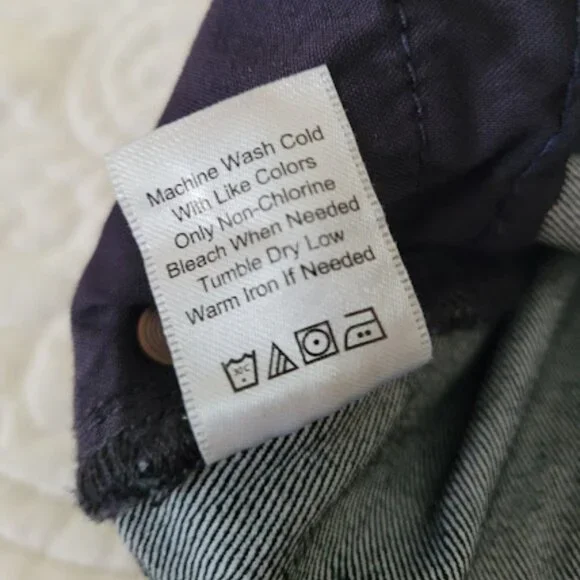 Machine Wash Cold
With Like Colors
Only Non-Chlorine
Bleach When Needed
Tumble Dry Low
Warm Iron If Needed
30C